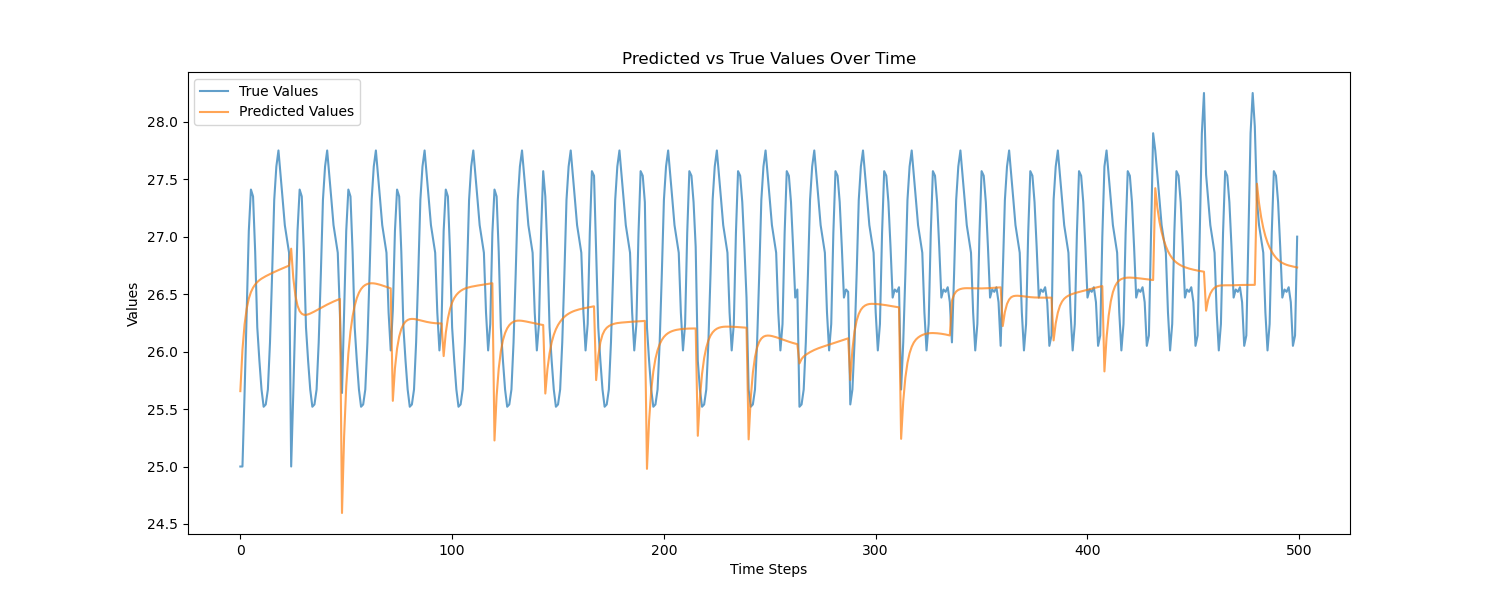 Predicted vs True Values Over Time
True Values
Predicted Values
Values
28.0
27.5
27.0
26.5
26.0
25.5
25.0
24.5
0
100
200
300
400
500
Time Steps